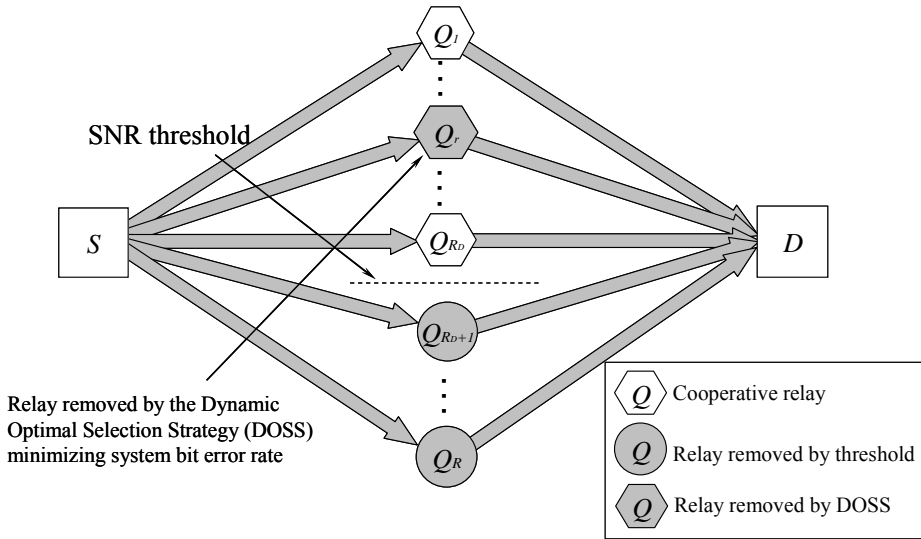 Q1
SNR threshold
Qr
S
QRD
D
QRD+1
Relay removed by the Dynamic
Optimal Selection Strategy (DOSS)
minimizing system bit error rate
QR
Q Cooperative relay
Q Relay removed by threshold
Q Relay removed by DOSS